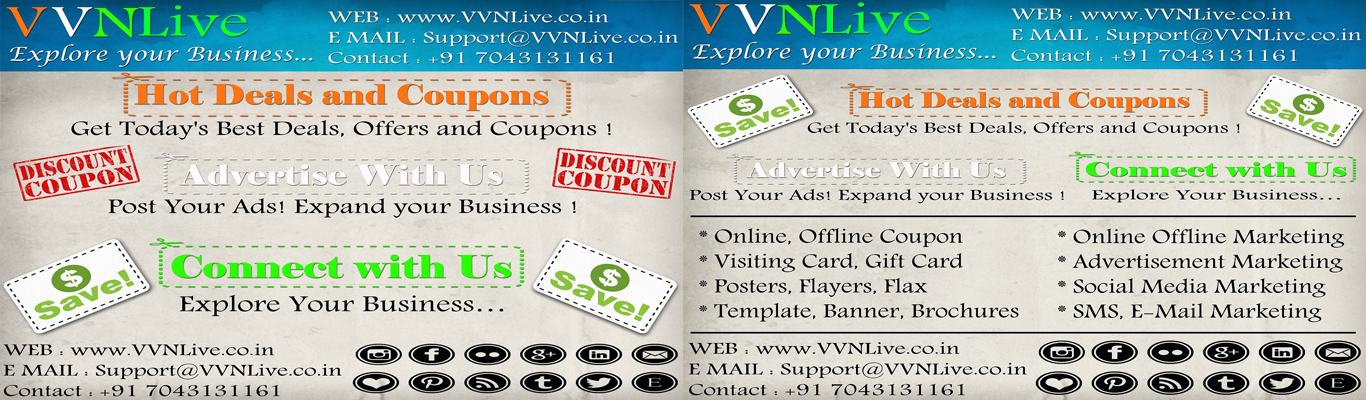 VVNLive
Explore your Business...
WEB : www.VVNLive.co.in
E MAIL : Support@VVNLive.co.in
Contact : +91 7043131161
Hot Deals and Coupons
Get Today's Best Deals, Offers and Coupons !
DISCOUNT
COUPON
Advertise With Us
DISCOUNT
COUPON
Post Your Ads! Expand your Business !
$
Save!
Connect with Us
$
Save!
Explore Your Business...
WEB : www.VVNLive.co.in
E MAIL : Support@VVNLive.co.in
Contact : +91 7043131161
f
g+
in
P
t
E
VVNLive
Explore your Business...
WEB : www.VVNLive.co.in
E MAIL : Support@VVNLive.co.in
Contact : +91 7043131161
$
Save!
Hot Deals and Coupons
$
Save!
Get Today's Best Deals, Offers and Coupons !
Advertise With Us
Post Your Ads! Expand your Business !
Connect with Us
Explore Your Business...
* Online, Offline Coupon
* Visiting Card, Gift Card
* Posters, Flayers, Flax
* Template, Banner, Brochures
* Online Offline Marketing
* Advertisement Marketing
* Social Media Marketing
* SMS, E-Mail Marketing
WEB : www.VVNLive.co.in
E MAIL : Support@VVNLive.co.in
Contact : +91 7043131161
f
g+
in
P
t
E